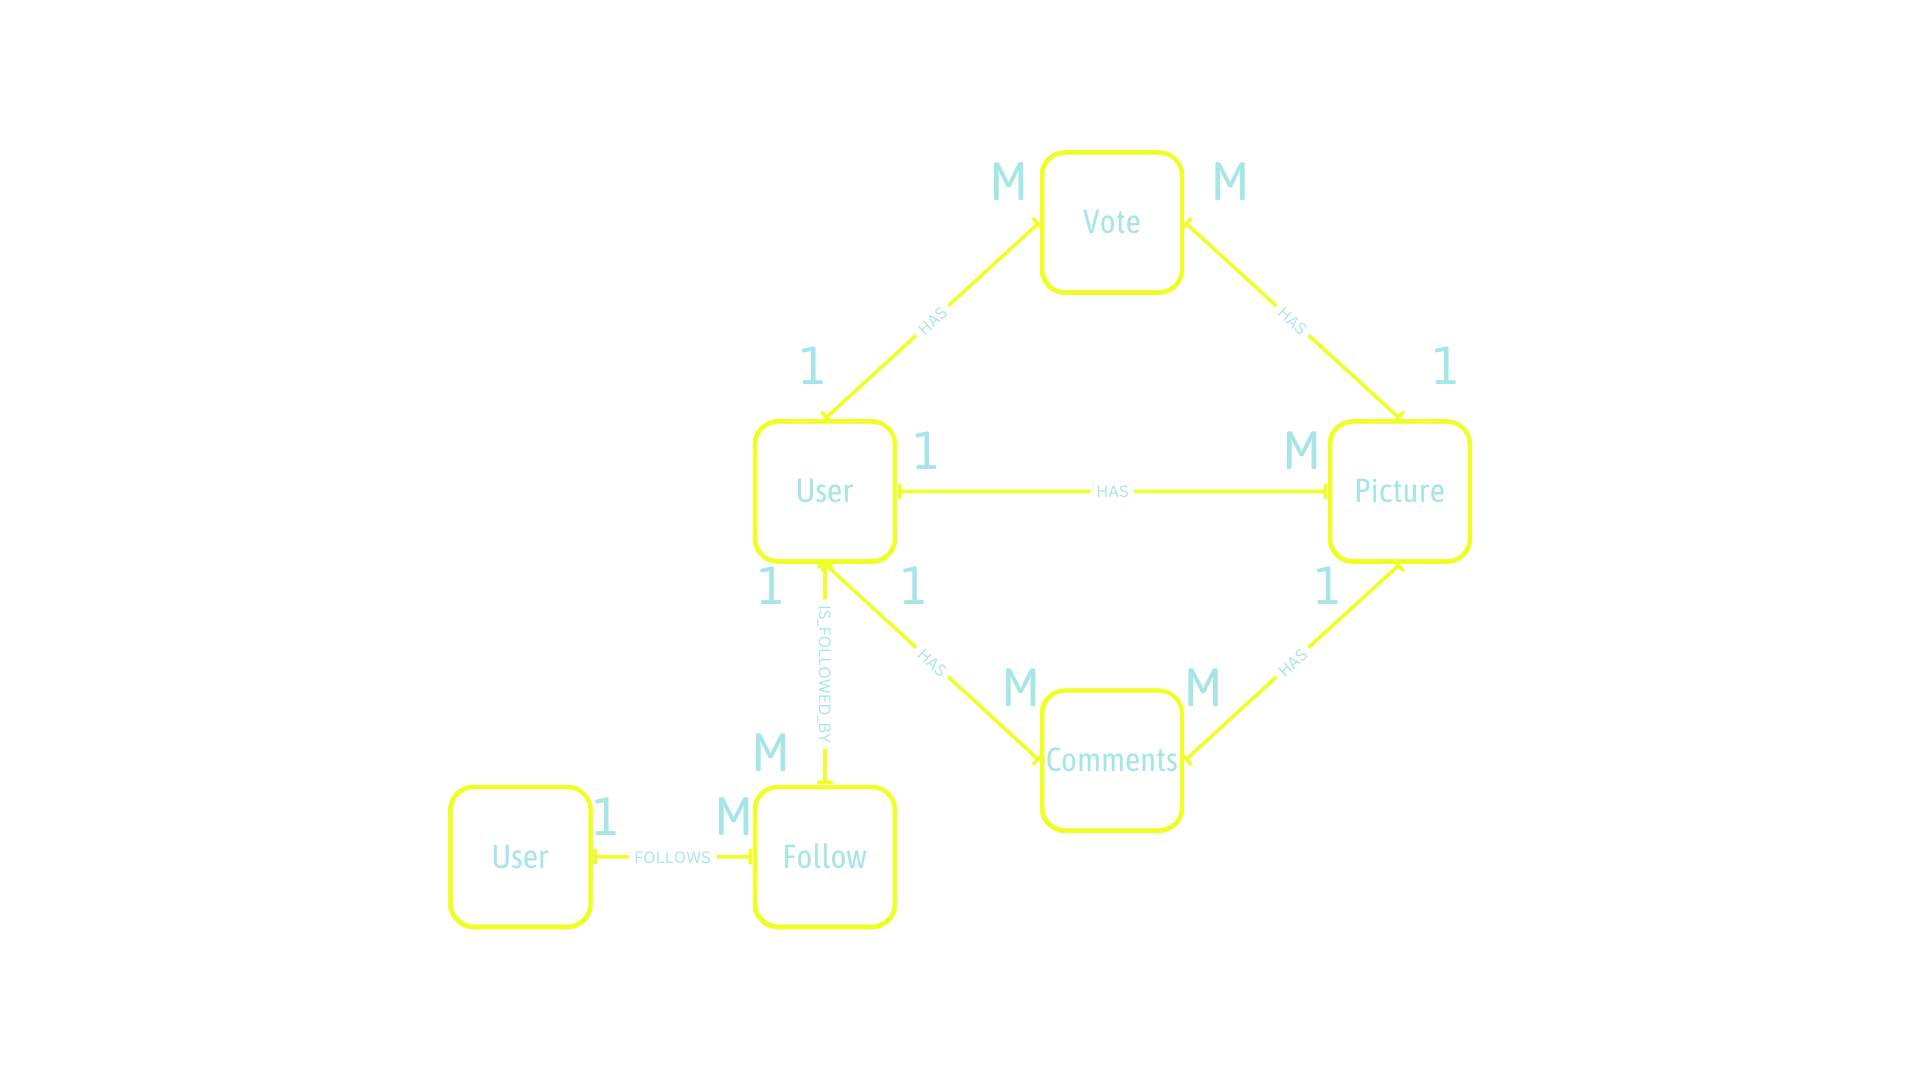 M
M
Vote
HAS
HAS
1
1
1
M
User
HAS
Picture
1
1
1
IS_FOLLOWED_BY
HAS
HAS
M
M
M
Comments
1
M
User
FOLLOWS
Follow